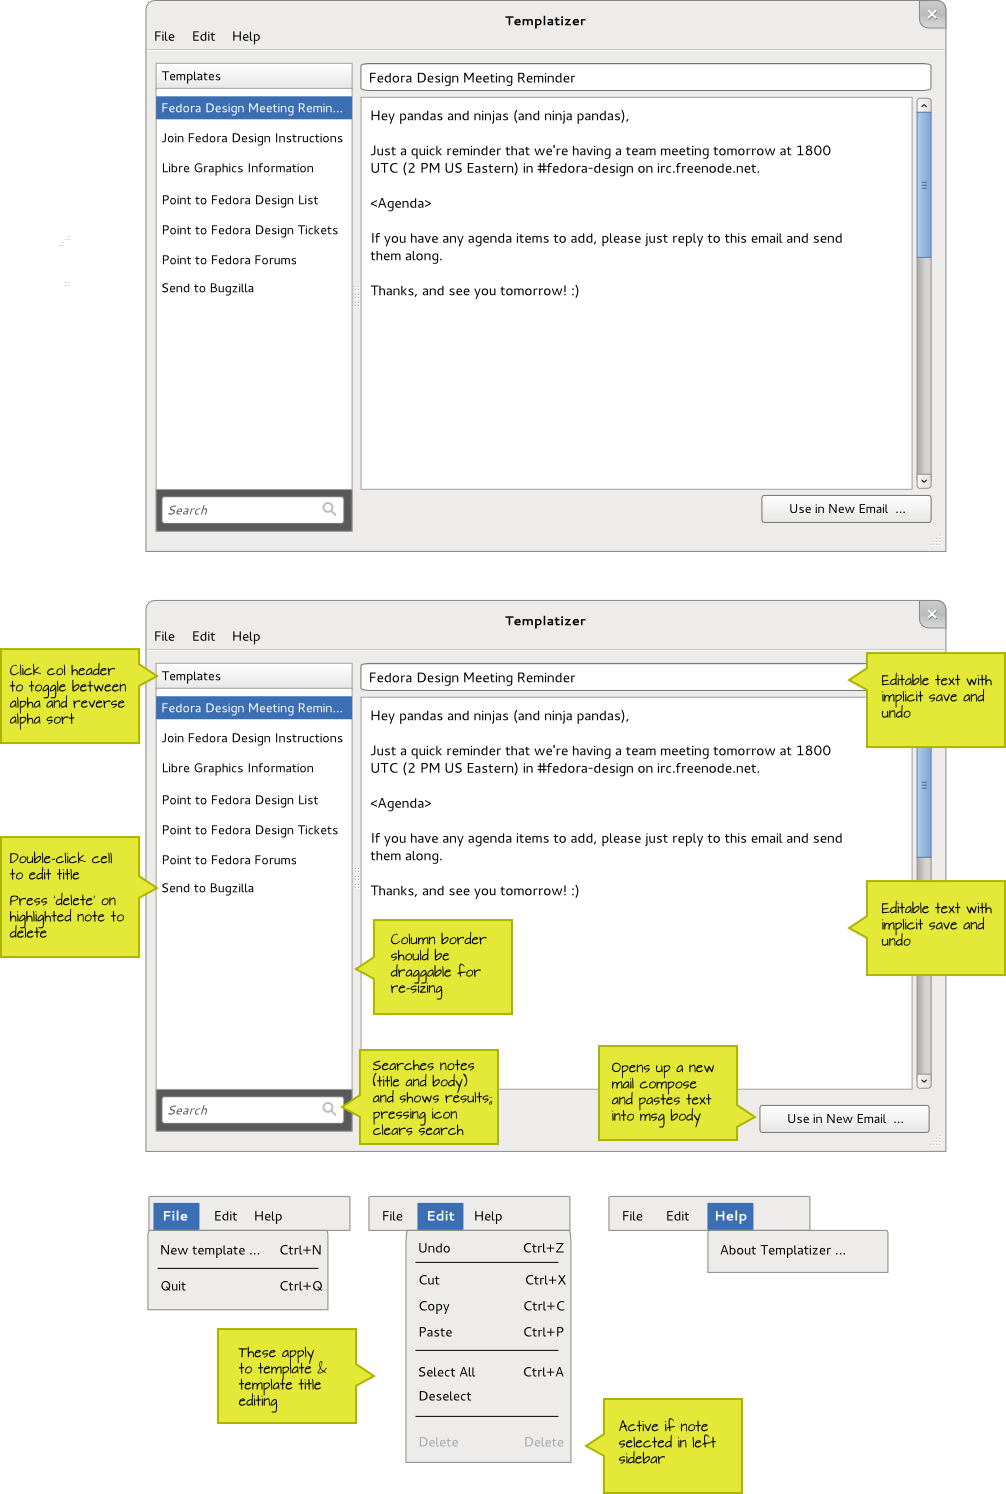 Templatizer
File Edit Help
Templates
Fedora Design Meeting Remin...
Join Fedora Design Instructions
Libre Graphics Information
Point to Fedora Design List
Point to Fedora Design Tickets
Point to Fedora Forums
Send to Bugzilla
Search
Fedora Design Meeting Reminder
Hey pandas and ninjas (and ninja pandas),
Just a quick reminder that we're having a team meeting tomorrow at 1800
UTC (2 PM US Eastern) in #fedora-design on irc.freenode.net.
<Agenda>
If you have any agenda items to add, please just reply to this email and send
them along.
Thanks, and see you tomorrow! :)
Use in New Email ...
Templatizer
File Edit Help
Click col header
to toggle between
alpha and reverse
alpha sort
Templates
Fedora Design Meeting Remin...
Join Fedora Design Instructions
Libre Graphics Information
Point to Fedora Design List
Point to Fedora Design Tickets
Point to Fedora Forums
Send to Bugzilla
Double-click cell
to edit title
Press 'delete' on
highlighted note to
delete
Search
Fedora Design Meeting Reminder
Editable text with
implicit save and
undo
Hey pandas and ninjas (and ninja pandas),
Just a quick reminder that we're having a team meeting tomorrow at 1800
UTC (2 PM US Eastern) in #fedora-design on irc.freenode.net.
<Agenda>
If you have any agenda items to add, please just reply to this email and send
them along.
Thanks, and see you tomorrow! :)
Editable text with
implicit save and
undo
Column border
should be
draggable for
re-sizing
Searches notes
(title and body)
and shows results;
pressing icon
clears search
Opens up a new
mail compose
and pastes text
into msg body
Use in New Email ...
File Edit Help
New template ... Ctrl+N
Quit Ctrl+Q
File Edit Help
Undo Ctrl+Z
Cut Ctrl+X
Copy Ctrl+C
Paste Ctrl+P
Select All Ctrl+A
Deselect
Delete Delete
These apply
to template &
template title
editing
Active if note
selected in left
sidebar
File Edit Help
About Templatizer ...